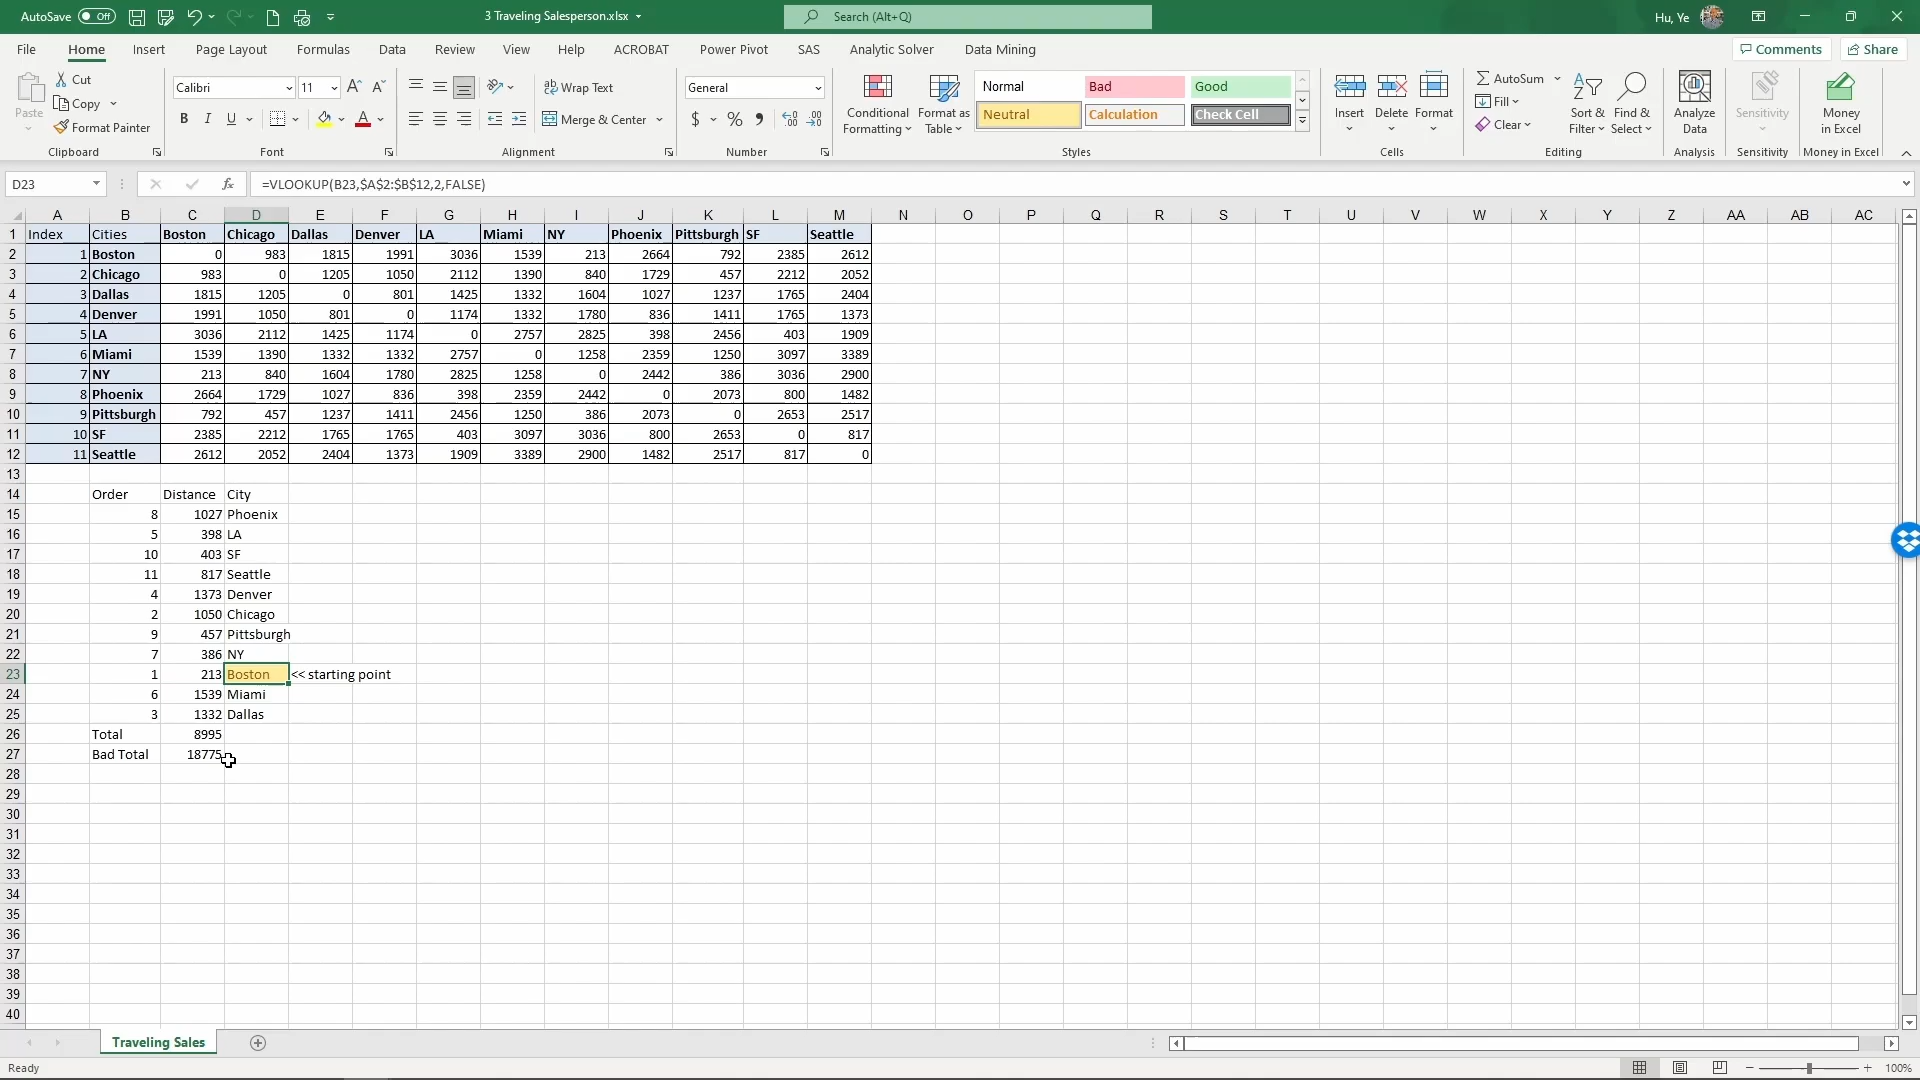 AutoSave Off 3 Traveling Salesperson.xlsx Search (Alt+Q) Hu, Ye
File Home Insert Page Layout Formulas Data Review View Help ACROBAT Power Pivot SAS Analytic Solver Data Mining Comments Share
Paste Cut Copy Format Painter Clipboard
Calibri 11 A A B I U A Font
ab Wrap Text Merge & Center Alignment
General $ % Number
Conditional Formatting Format as Table Normal Bad Good Neutral Calculation Check Cell Styles
Insert Delete Format Cells
AutoSum Fill Clear Sort & Filter Find & Select Editing
Analyze Data Analysis Sensitivity Sensitivity Money in Excel Money in Excel
D23 fx =VLOOKUP(B23,$A$2:$B$12,2,FALSE)
A B C D E F G H I J K L M N O P Q R S T U V W X Y Z AA AB AC
1 Index Cities Boston Chicago Dallas Denver LA Miami NY Phoenix Pittsburgh SF Seattle
2 1 Boston 0 983 1815 1991 3036 1539 213 2664 792 2385 2612
3 2 Chicago 983 0 1205 1050 2112 1390 840 1729 457 2212 2052
4 3 Dallas 1815 1205 0 801 1425 1332 1604 1027 1237 1765 2404
5 4 Denver 1991 1050 801 0 1174 1332 1780 836 1411 1765 1373
6 5 LA 3036 2112 1425 1174 0 2757 2825 398 2456 403 1909
7 6 Miami 1539 1390 1332 1332 2757 0 1258 2359 1250 3097 3389
8 7 NY 213 840 1604 1780 2825 1258 0 2442 386 3036 2900
9 8 Phoenix 2664 1729 1027 836 398 2359 2442 0 2073 800 1482
10 9 Pittsburgh 792 457 1237 1411 2456 1250 386 2073 0 2653 2517
11 10 SF 2385 2212 1765 1765 403 3097 3036 800 2653 0 817
12 11 Seattle 2612 2052 2404 1373 1909 3389 2900 1482 2517 817 0
13
14 Order Distance City
15 8 1027 Phoenix
16 5 398 LA
17 10 403 SF
18 11 817 Seattle
19 4 1373 Denver
20 2 1050 Chicago
21 9 457 Pittsburgh
22 7 386 NY
23 1 213 Boston << starting point
24 6 1539 Miami
25 3 1332 Dallas
26 Total 8995
27 Bad Total 18775
28
29
30
31
32
33
34
35
36
37
38
39
40
Traveling Sales
Ready 100%